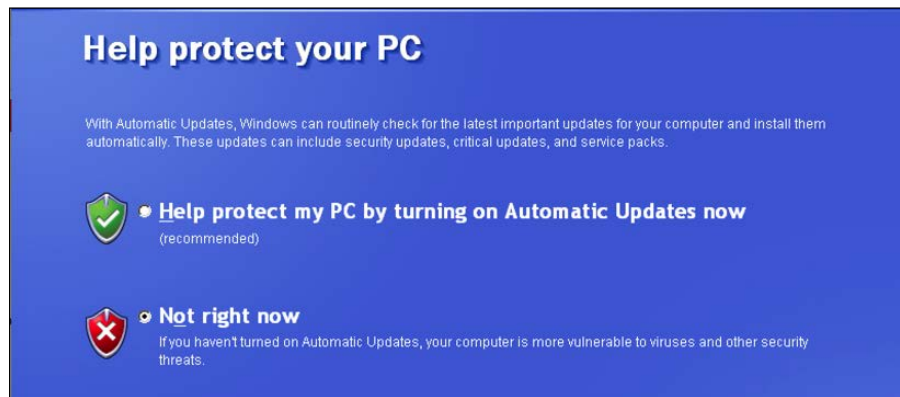 Help protect your PC
With Automatic Updates, Windows can routinely check for the latest important updates for your computer and install them
automatically. These updates can include security updates, critical updates, and service packs.
Help protect my PC by turning on Automatic Updates now
(recommended)
Not right now
If you haven't turned on Automatic Updates, your computer is more vulnerable to viruses and other security
threats.